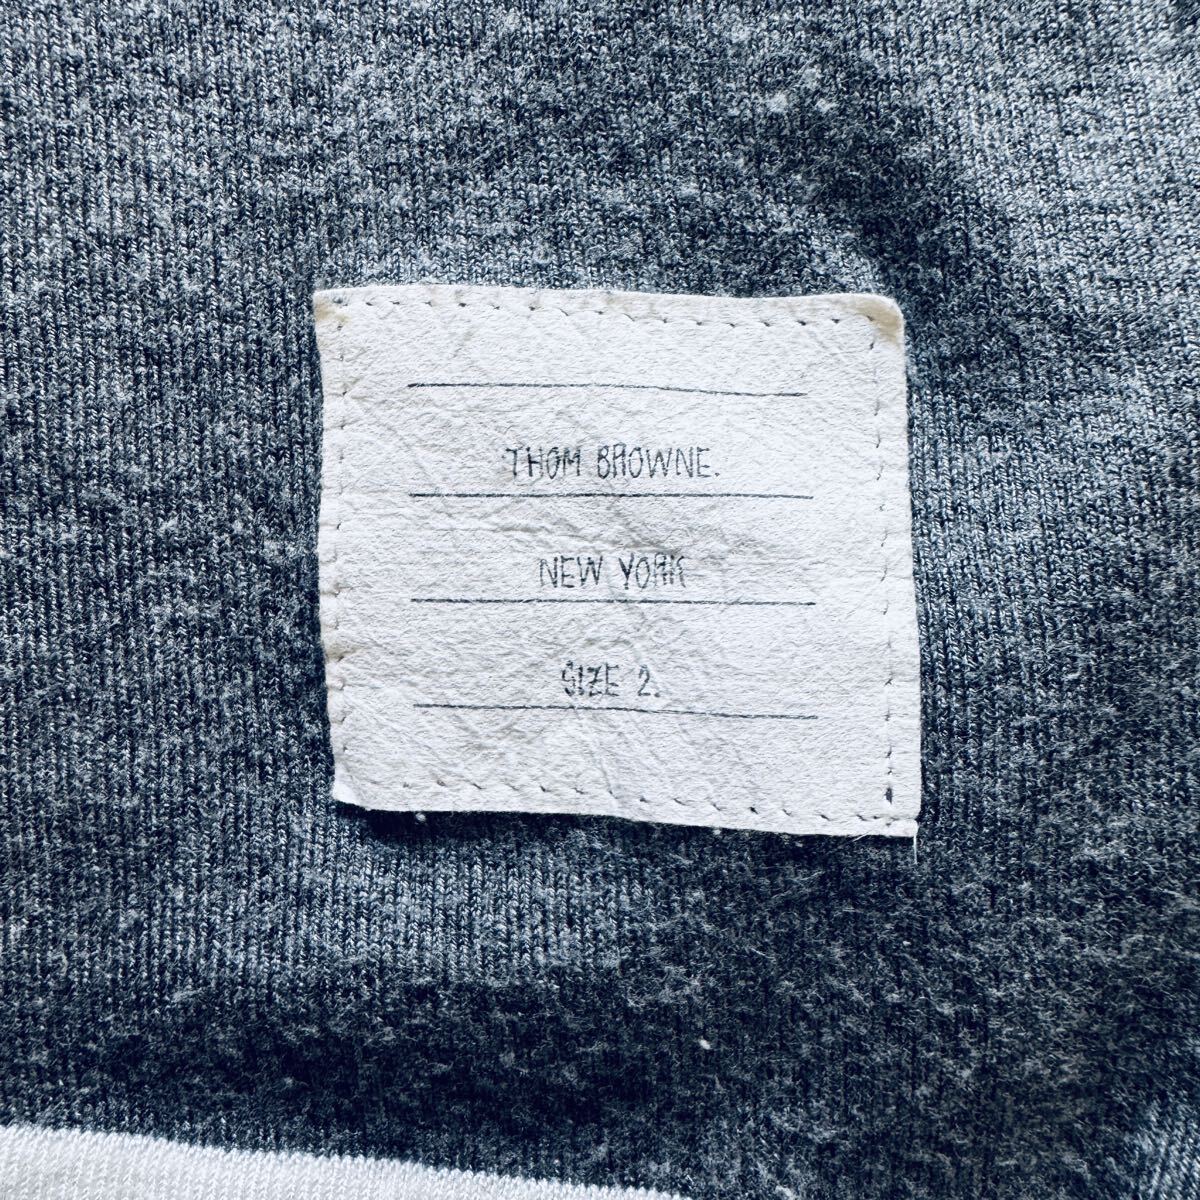 THOM BROWNE.
NEW YORK
SIZE 2.